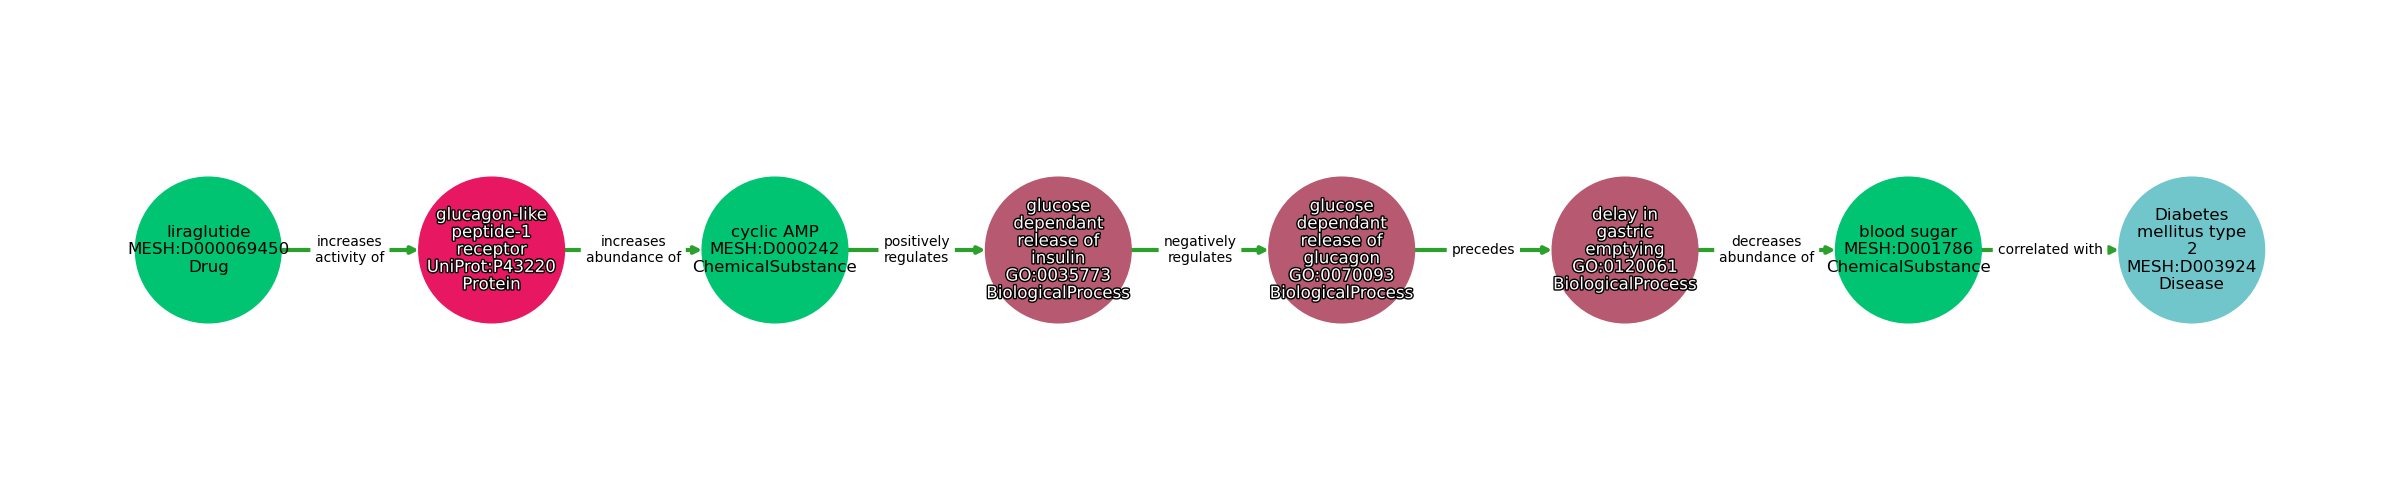 liraglutide
MESH:D000069450
Drug
increases
activity of
glucagon-like
peptide-1
receptor
UniProt:P43220
Protein
increases
abundance of
cyclic AMP
MESH:D000242
ChemicalSubstance
positively
regulates
glucose
dependant
release of
insulin
GO:0035773
BiologicalProcess
negatively
regulates
glucose
dependant
release of
glucagon
GO:0070093
BiologicalProcess
precedes
delay in
gastric
emptying
GO:0120061
BiologicalProcess
decreases
abundance of
blood sugar
MESH:D001786
ChemicalSubstance
correlated with
Diabetes
mellitus type
2
MESH:D003924
Disease